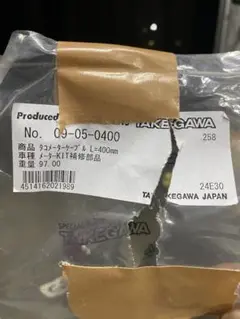 Produced
TAKEGAWA
No. 09-05-0400
258
商品 タコメーターケーブル L=400mm
車種 メーターKIT補修部品
重量 97.00
4514162021989
24E30
TAKEGAWA JAPAN
TAKEGAWA